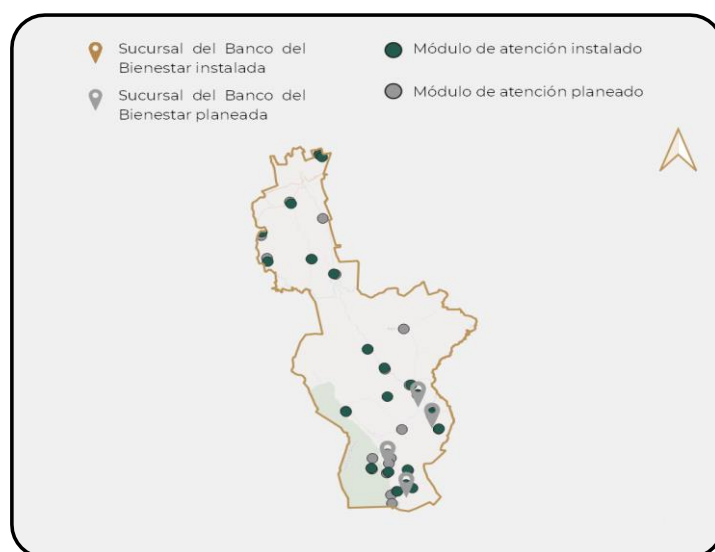 Sucursal del Banco del
Bienestar instalada
Sucursal del Banco del
Bienestar planeada
Módulo de atención instalado
Módulo de atención planeado